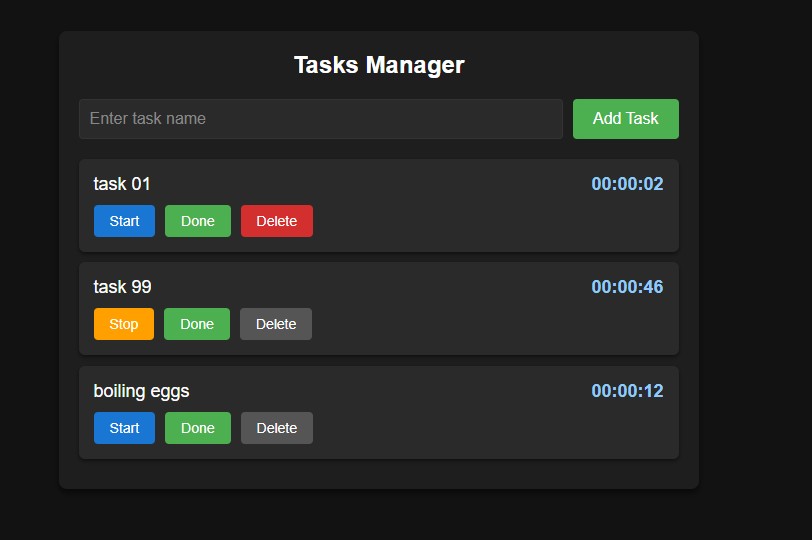 Tasks Manager
Enter task name Add Task
task 01 00:00:02
Start Done Delete
task 99 00:00:46
Stop Done Delete
boiling eggs 00:00:12
Start Done Delete